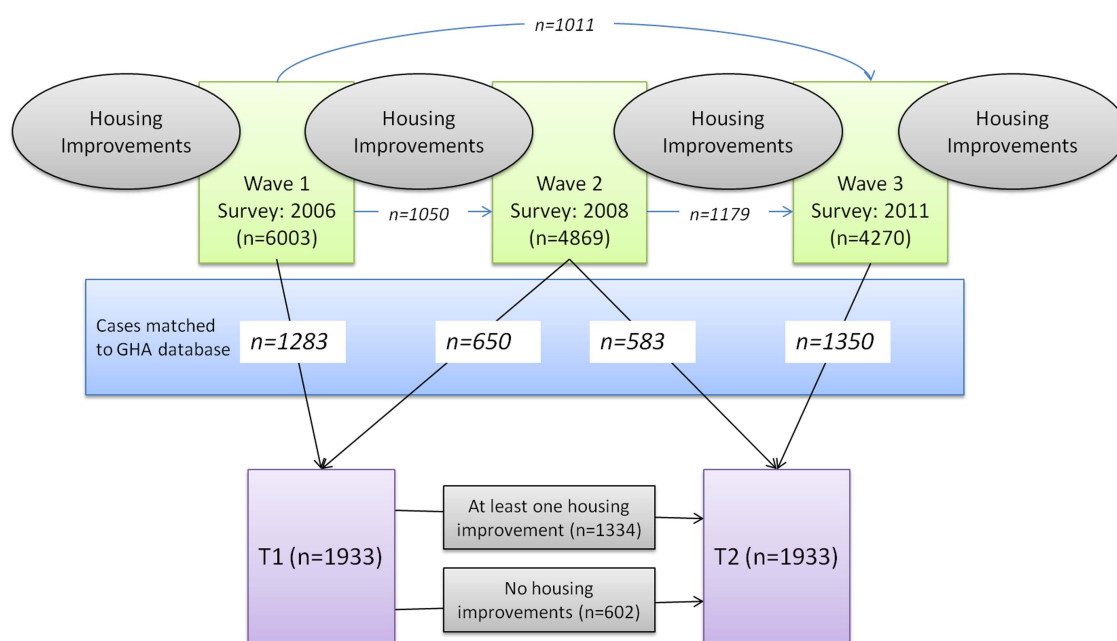 n=1011
Housing
Improvements
Housing
Improvements
Housing
Improvements
Housing
Improvements
Wave 1
Survey: 2006
(n=6003)
n=1050
Wave 2
Survey: 2008
(n=4869)
n=1179
Wave 3
Survey: 2011
(n=4270)
Cases matched
to GHA database
n=1283
n=650
n=583
n=1350
T1 (n=1933)
At least one housing
improvement (n=1334)
No housing
improvements (n=602)
T2 (n=1933)